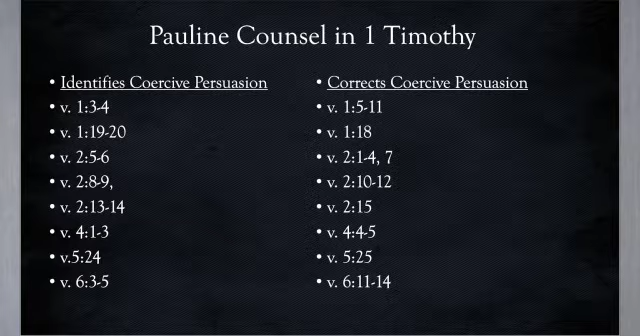 Pauline Counsel in 1 Timothy
• Identifies Coercive Persuasion
• v. 1:3-4
• v. 1:19-20
• v. 2:5-6
• v. 2:8-9,
• v. 2:13-14
• v. 4:1-3
• v.5:24
• v. 6:3-5
• Corrects Coercive Persuasion
• v. 1:5-11
• v. 1:18
• v. 2:1-4, 7
• v. 2:10-12
• v. 2:15
• v. 4:4-5
• v. 5:25
• v. 6:11-14